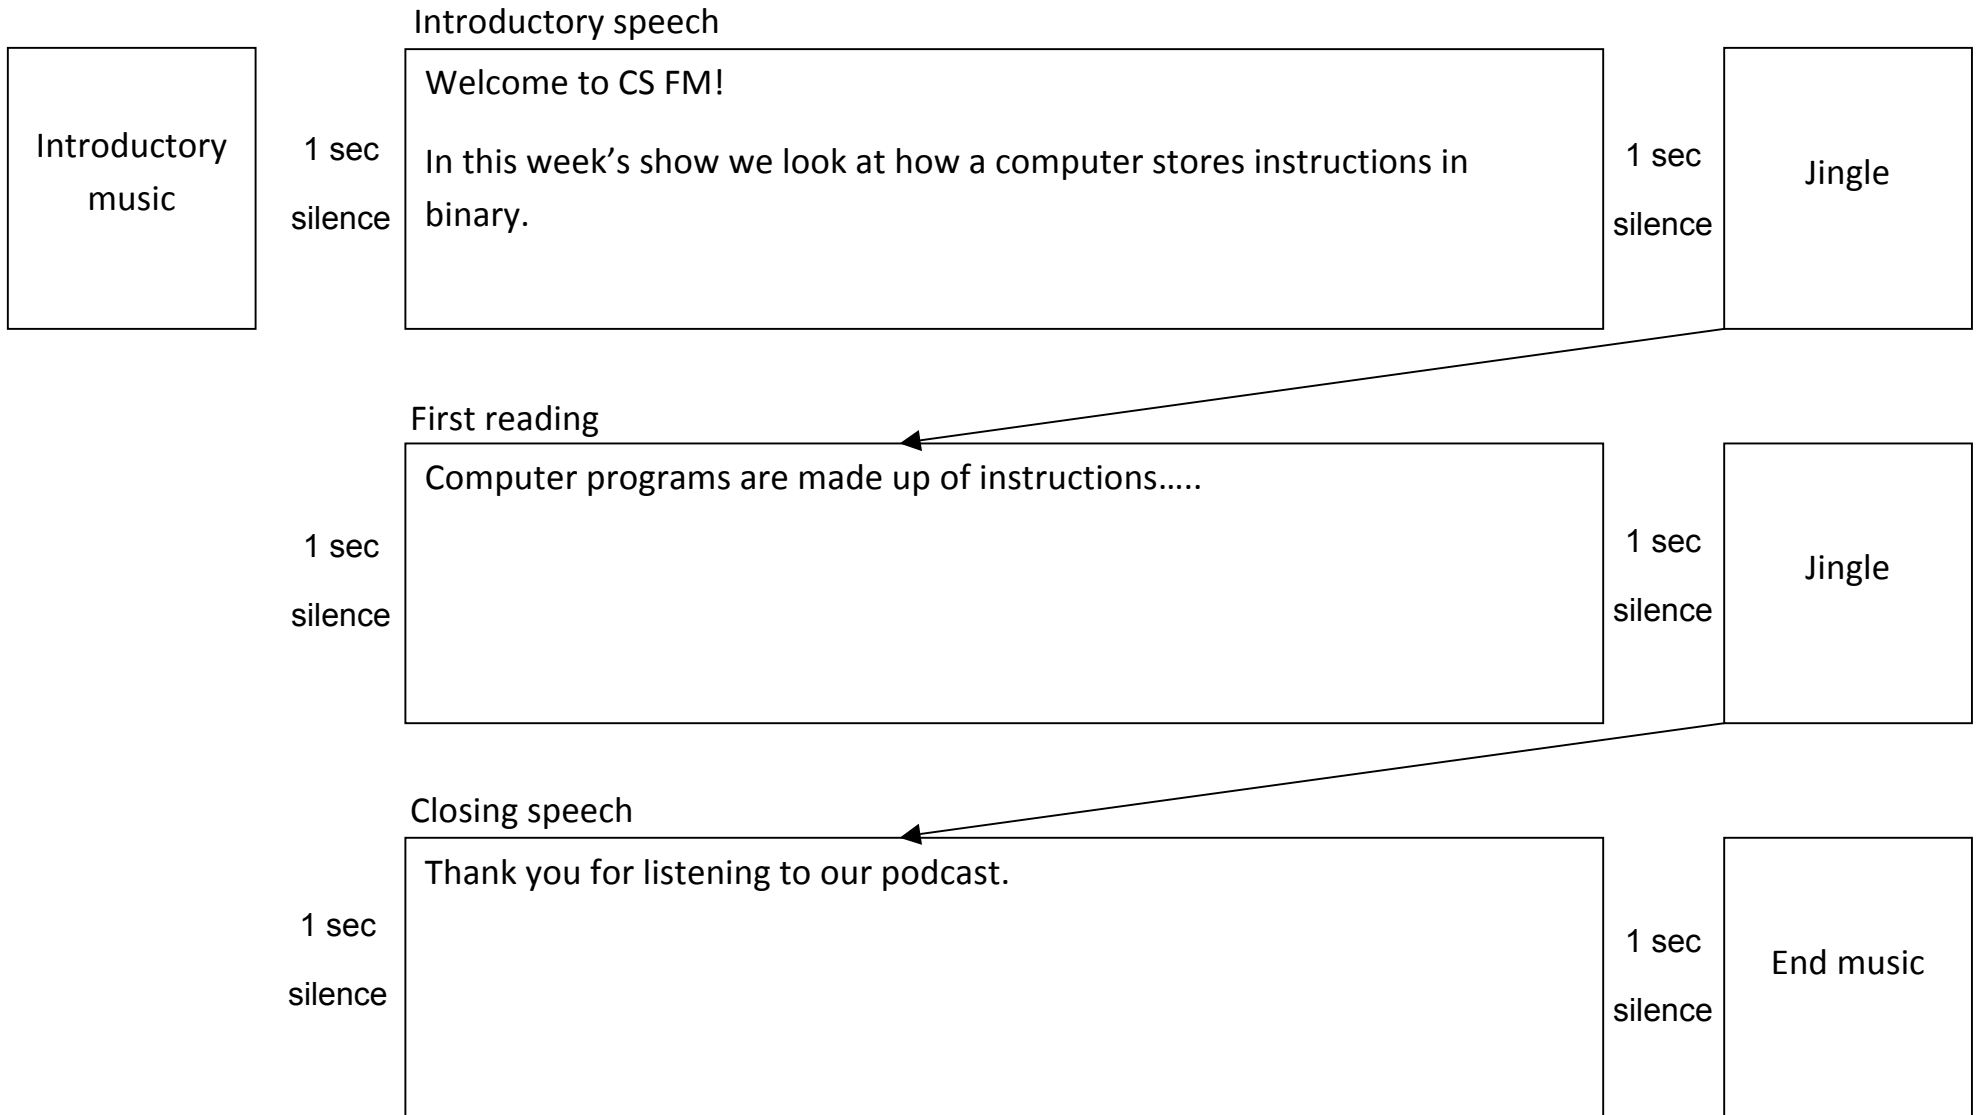 Introductory speech
Introductory
music
1 sec
silence
Welcome to CS FM!
In this week’s show we look at how a computer stores instructions in
binary.
1 sec
silence
Jingle
First reading
1 sec
silence
Computer programs are made up of instructions…..
1 sec
silence
Jingle
Closing speech
1 sec
silence
Thank you for listening to our podcast.
1 sec
silence
End music